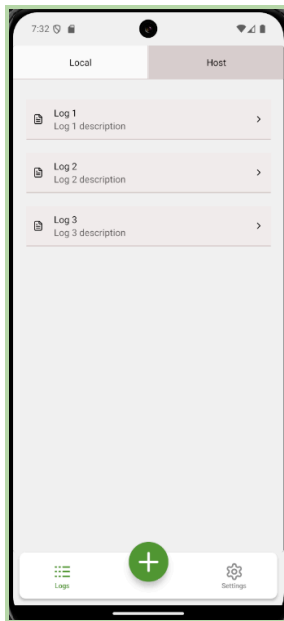 7:32
Local
Host
Log 1
Log 1 description
Log 2
Log 2 description
Log 3
Log 3 description
Logs
Settings